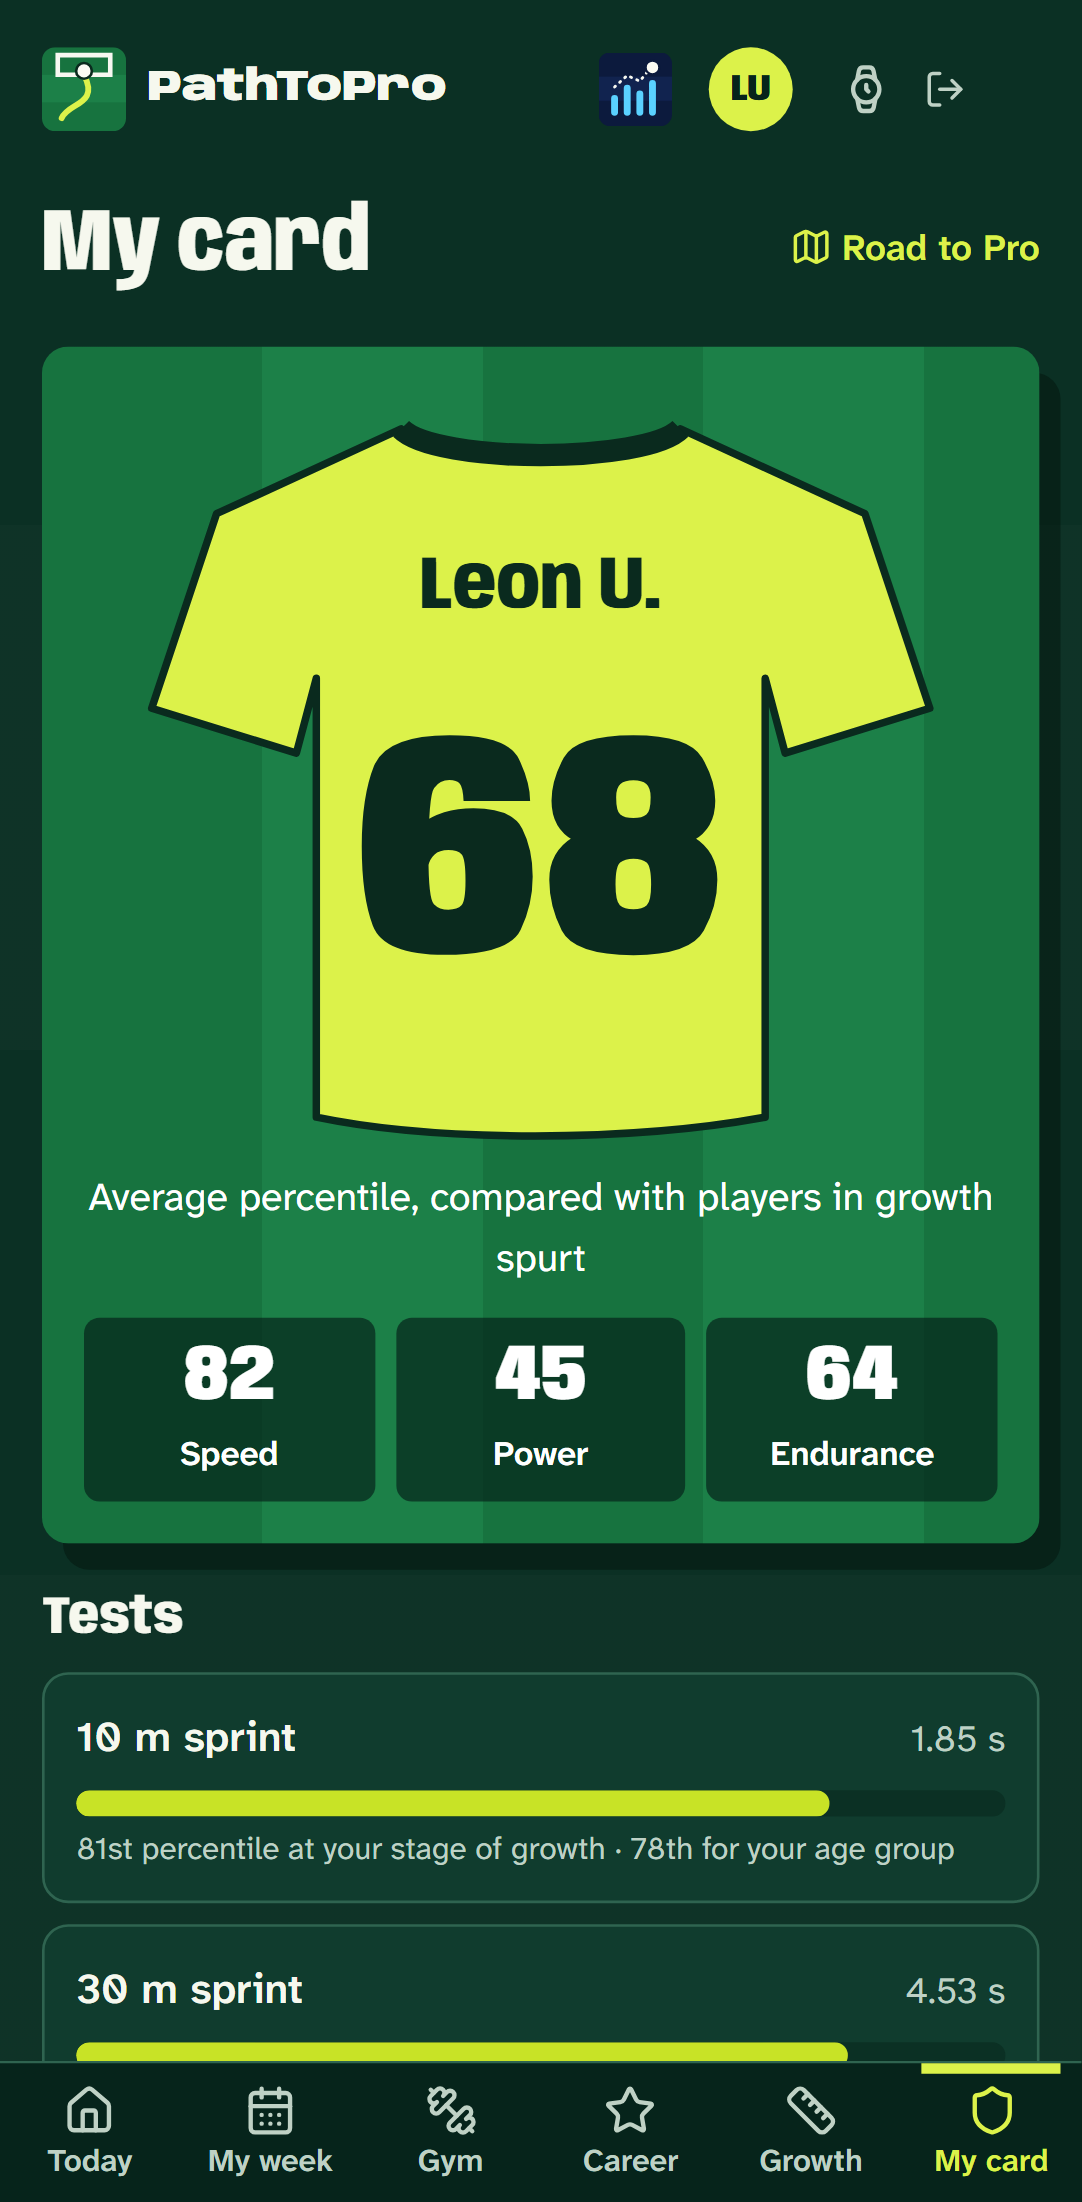 PathToPro
LU
My card
Road to Pro
Leon U.
68
Average percentile, compared with players in growth
spurt
82
Speed
45
Power
64
Endurance
Tests
10 m sprint
1.85 s
81st percentile at your stage of growth · 78th for your age group
30 m sprint
4.53 s
Today
My week
Gym
Career
Growth
My card